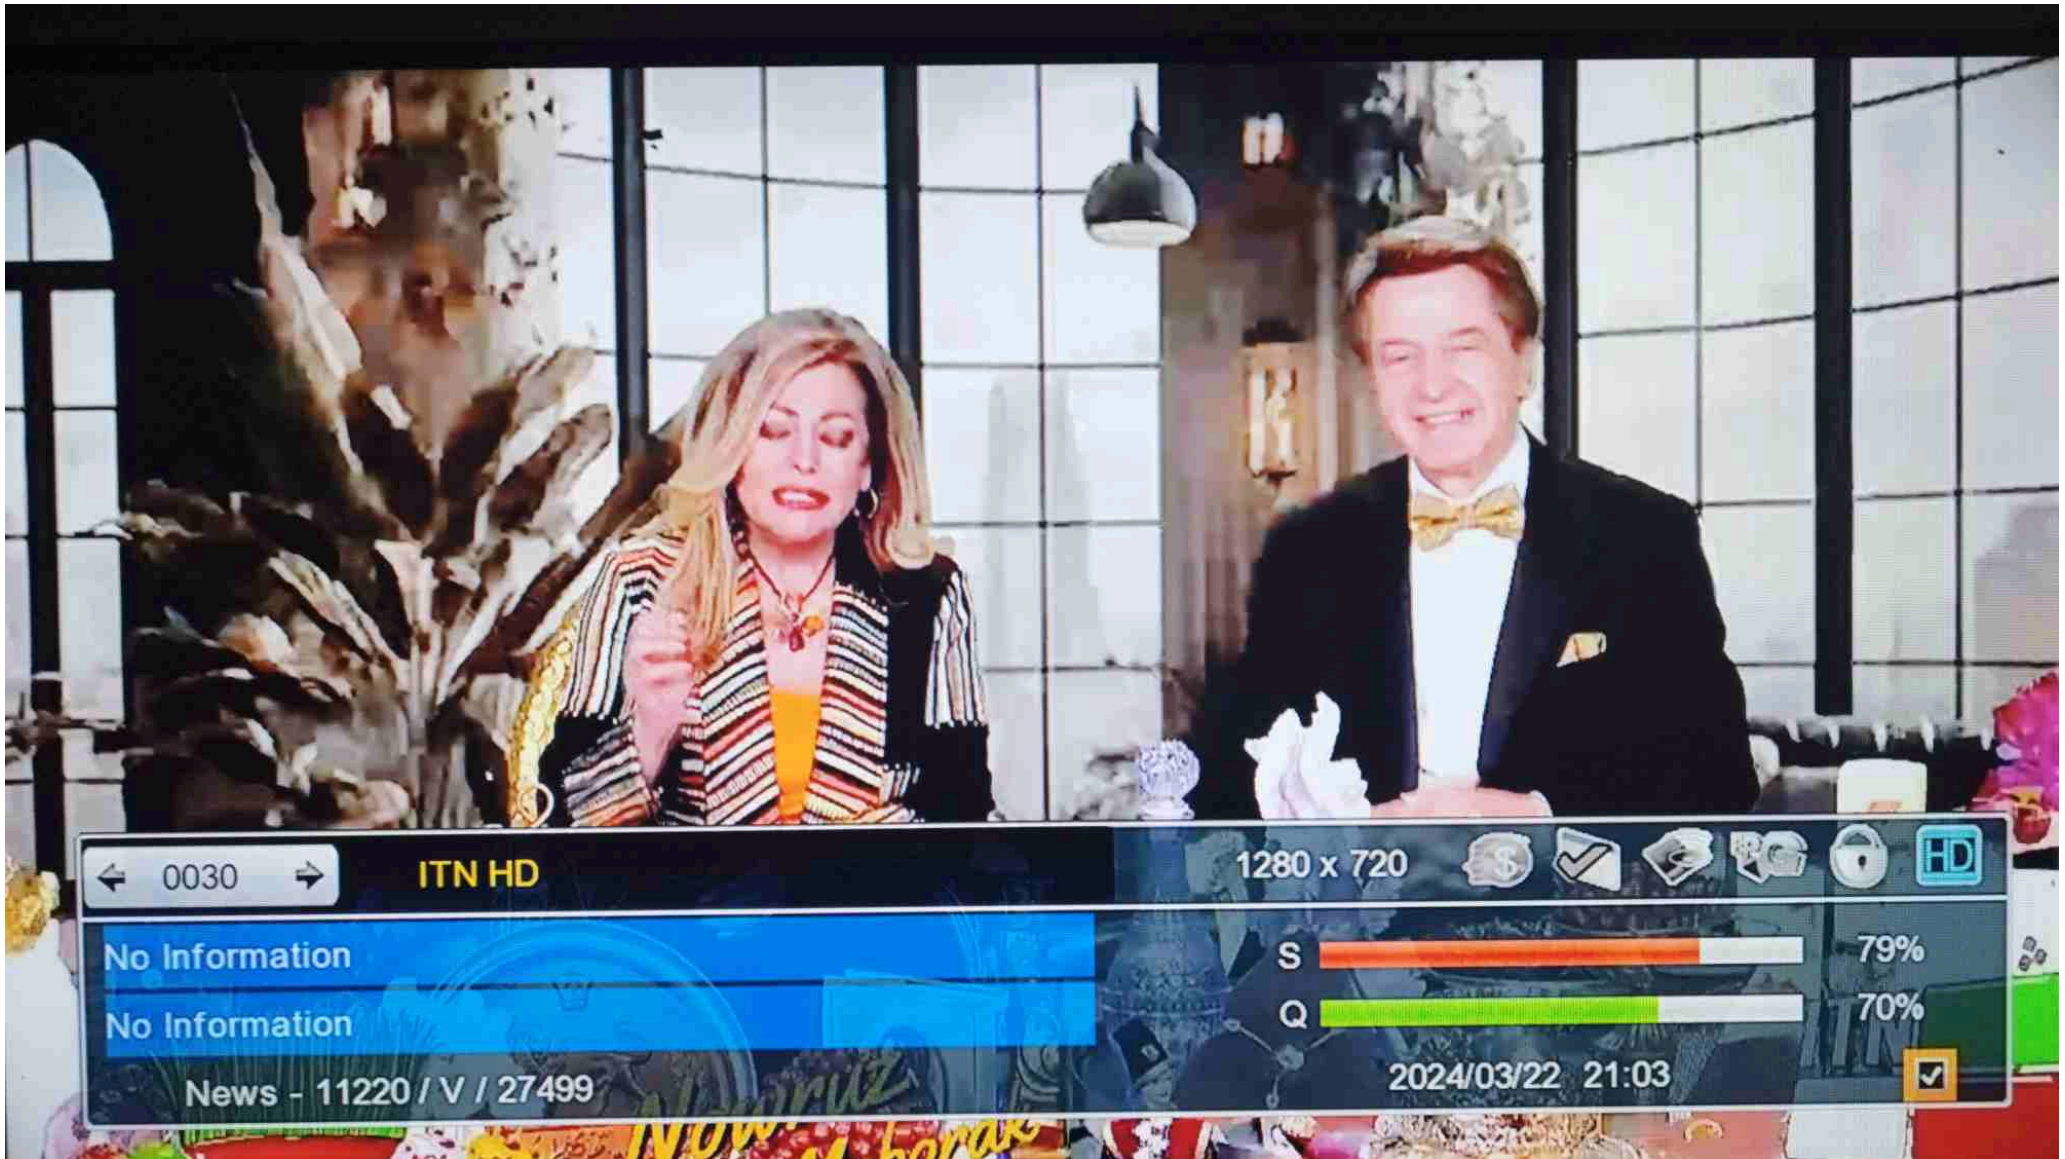 0030
ITN HD
1280 x 720
HD
No Information
S
79%
No Information
Q
70%
News - 11220 / V / 27499
2024/03/22 21:03
Nowruz